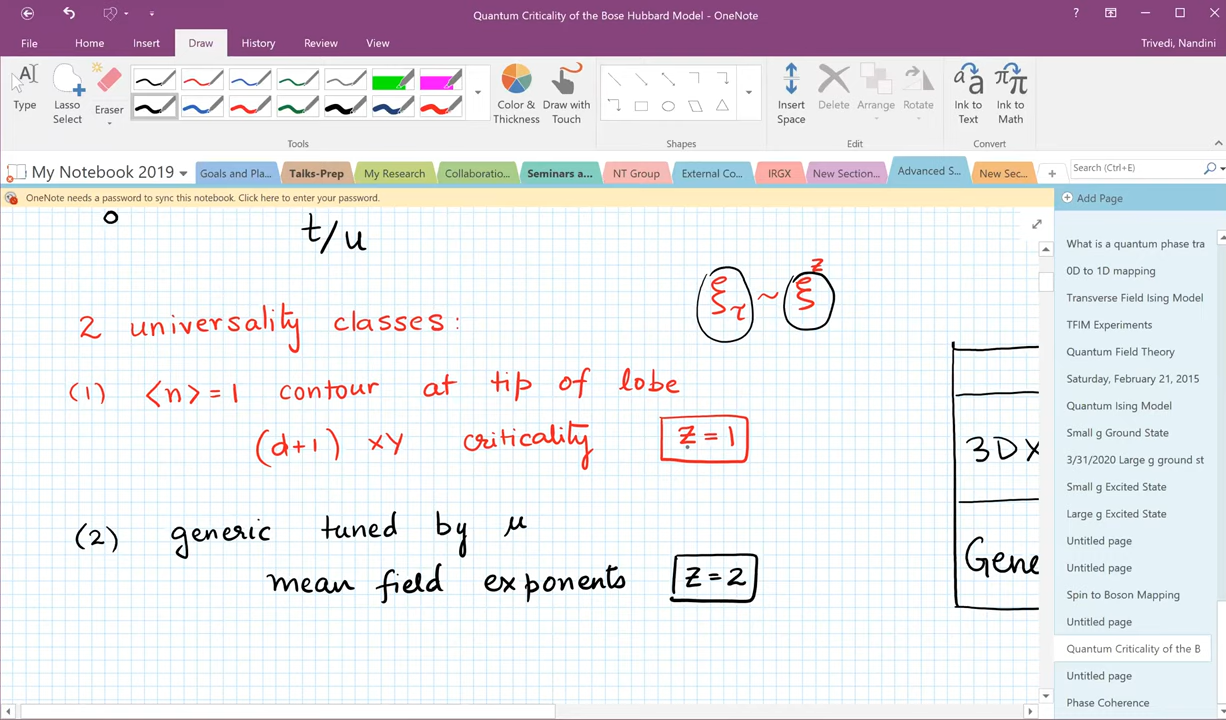 Quantum Criticality of the Bose Hubbard Model - OneNote
Trivedi, Nandini
File Home Insert Draw History Review View
Type
Lasso Select
Eraser
Color & Thickness
Draw with Touch
Insert Space
Delete
Arrange
Rotate
Ink to Text
Ink to Math
Tools
Shapes
Edit
Convert
My Notebook 2019
Goals and Pla...
Talks-Prep
My Research
Collaboratio...
Seminars a...
NT Group
External Co...
IRGX
New Section...
Advanced S...
New Sec...
Search (Ctrl+E)
OneNote needs a password to sync this notebook. Click here to enter your password.
0
t/u
ξτ ~ ξ^z
2 universality classes:
(1) <n> = 1 contour at tip of lobe
(d+1) XY criticality z = 1
(2) generic tuned by μ
mean field exponents z = 2
3D X
Gene
Add Page
What is a quantum phase tra
0D to 1D mapping
Transverse Field Ising Model
TFIM Experiments
Quantum Field Theory
Saturday, February 21, 2015
Quantum Ising Model
Small g Ground State
3/31/2020 Large g ground st
Small g Excited State
Large g Excited State
Untitled page
Untitled page
Spin to Boson Mapping
Untitled page
Quantum Criticality of the B
Untitled page
Phase Coherence